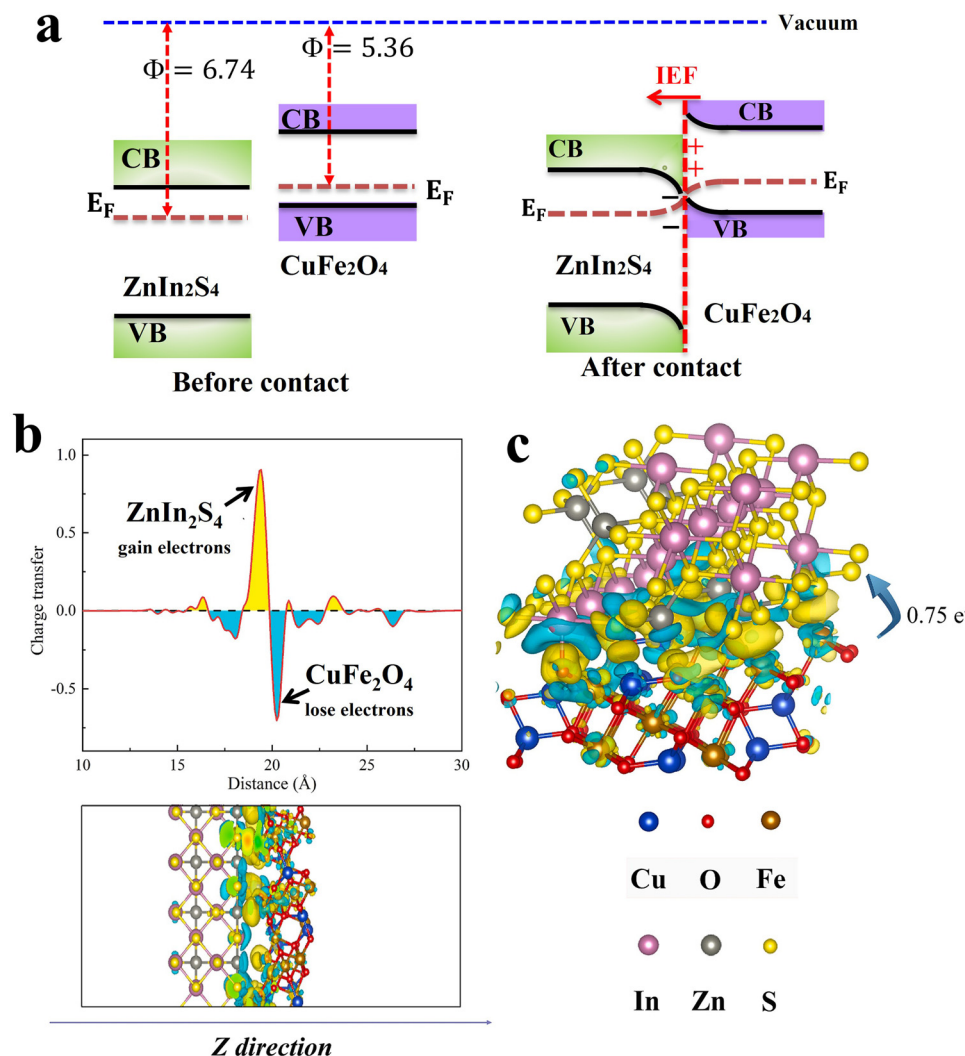 a
Vacuum
Φ = 6.74
Φ = 5.36
IEF
CB
CB
CB
CB
++
++
E_F
E_F
E_F
E_F
−
−
VB
VB
VB
VB
ZnIn₂S₄
CuFe₂O₄
ZnIn₂S₄
CuFe₂O₄
Before contact
After contact
b
1.0
0.5
0.0
-0.5
Charge transfer
ZnIn₂S₄
gain electrons
CuFe₂O₄
lose electrons
10
15
20
25
30
Distance (Å)
Z direction
c
0.75 e
Cu O Fe
In Zn S